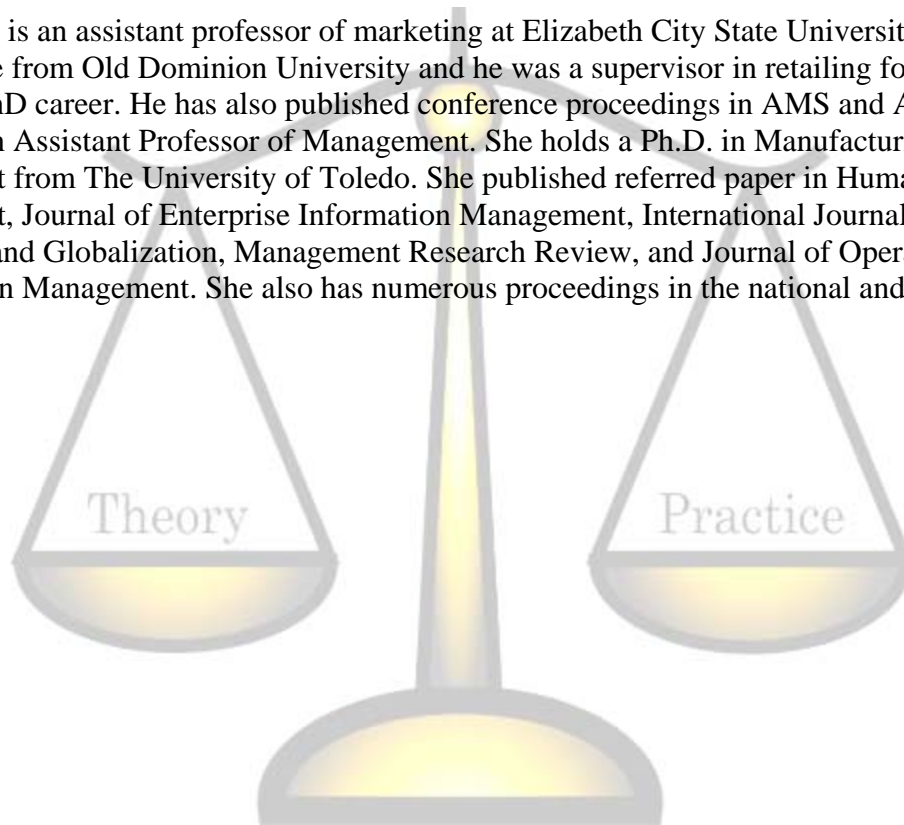 is an assistant professor of marketing at Elizabeth City State Universit
e from Old Dominion University and he was a supervisor in retailing fo
D career. He has also published conference proceedings in AMS and A
n Assistant Professor of Management. She holds a Ph.D. in Manufactur
t from The University of Toledo. She published referred paper in Huma
t, Journal of Enterprise Information Management, International Journal
and Globalization, Management Research Review, and Journal of Opera
n Management. She also has numerous proceedings in the national and
Theory
Practice